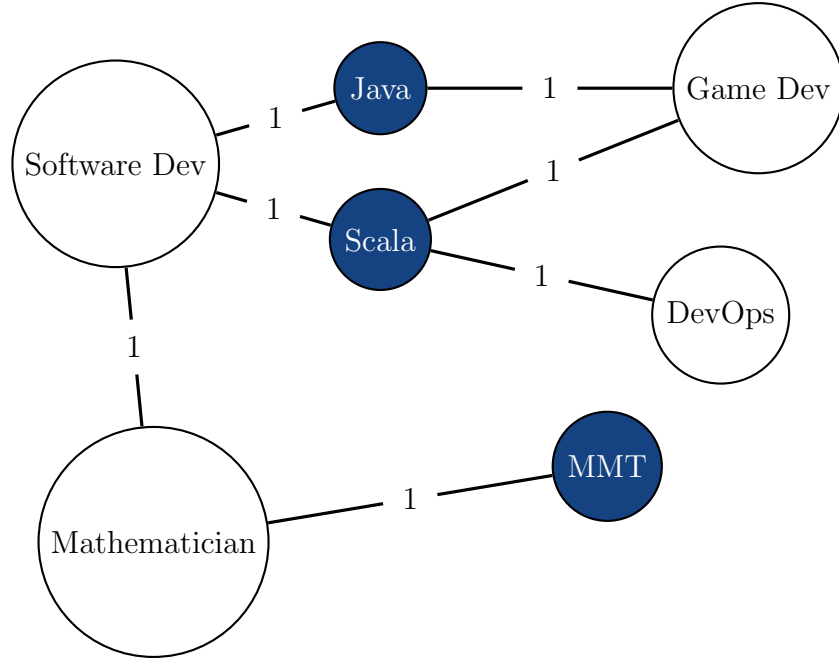 Java
1
Game Dev
1
Software Dev
1
1
Scala
1
DevOps
1
MMT
1
Mathematician